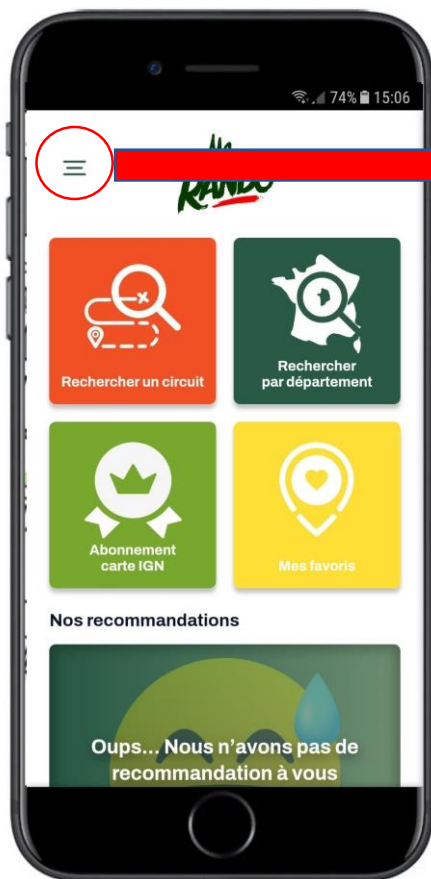 74% 15:06
RANDO
Rechercher un circuit
Rechercher
par département
Abonnement
carte IGN
Mes favoris
Nos recommandations
Oups... Nous n'avons pas de
recommandation à vous